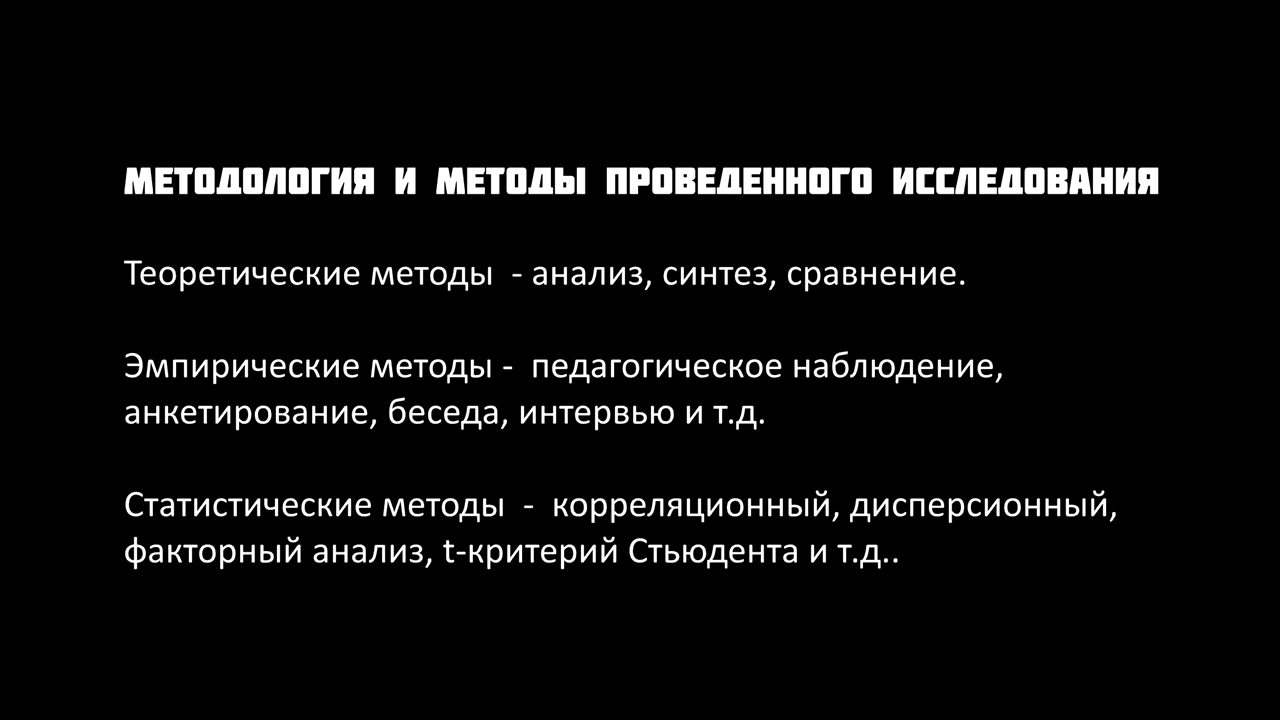 МЕТОДОЛОГИЯ И МЕТОДЫ ПРОВЕДЕННОГО ИССЛЕДОВАНИЯ
Теоретические методы  - анализ, синтез, сравнение.
Эмпирические методы -  педагогическое наблюдение,
анкетирование, беседа, интервью и т.д.
Статистические методы  -  корреляционный, дисперсионный,
факторный анализ, t-критерий Стьюдента и т.д..